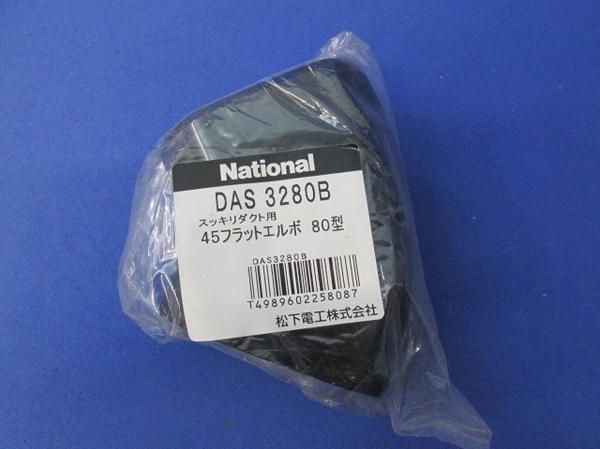 National
DAS 3280B
スッキリダクト用
45フラットエルボ 80型
DAS3280B
T4989602258087
松下電工株式会社